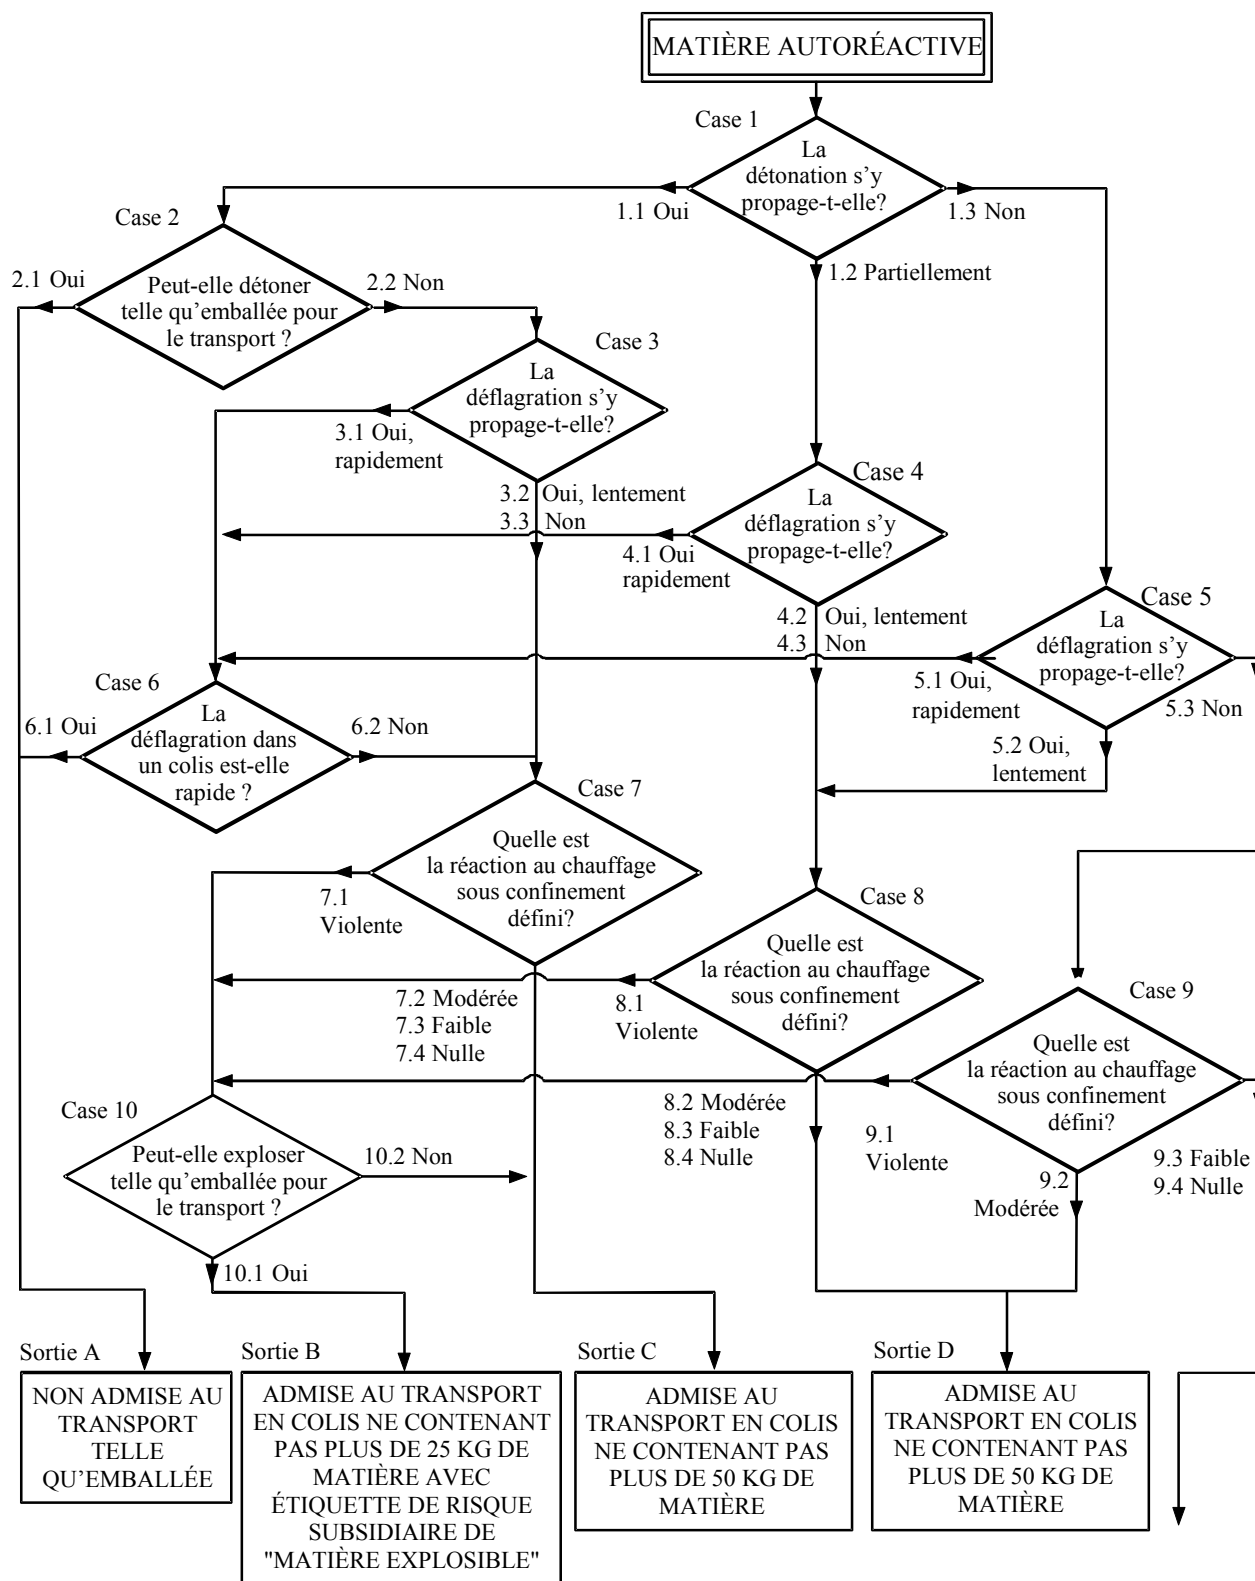 MATIÈRE AUTORÉACTIVE
Case 1
La
détonation s'y
propage-t-elle?
1.1 Oui
1.3 Non
1.2 Partiellement
Case 2
2.1 Oui
2.2 Non
Peut-elle détoner
telle qu'emballée pour
le transport ?
Case 3
La
déflagration s'y
propage-t-elle?
3.1 Oui,
rapidement
3.2 Oui, lentement
3.3 Non
Case 4
La
déflagration s'y
propage-t-elle?
4.1 Oui
rapidement
4.2 Oui, lentement
4.3 Non
Case 5
La
déflagration s'y
propage-t-elle?
5.1 Oui,
rapidement
5.3 Non
5.2 Oui,
lentement
Case 6
6.1 Oui
6.2 Non
La
déflagration dans
un colis est-elle
rapide ?
Case 7
Quelle est
la réaction au chauffage
sous confinement
défini?
7.1
Violente
7.2 Modérée
7.3 Faible
7.4 Nulle
Case 8
Quelle est
la réaction au chauffage
sous confinement
défini?
8.1
Violente
8.2 Modérée
8.3 Faible
8.4 Nulle
Case 9
Quelle est
la réaction au chauffage
sous confinement
défini?
9.1
Violente
9.2
Modérée
9.3 Faible
9.4 Nulle
Case 10
Peut-elle exploser
telle qu'emballée pour
le transport ?
10.2 Non
10.1 Oui
Sortie A
NON ADMISE AU
TRANSPORT
TELLE
QU'EMBALLÉE
Sortie B
ADMISE AU TRANSPORT
EN COLIS NE CONTENANT
PAS PLUS DE 25 KG DE
MATIÈRE AVEC
ÉTIQUETTE DE RISQUE
SUBSIDIAIRE DE
"MATIÈRE EXPLOSIBLE"
Sortie C
ADMISE AU
TRANSPORT EN COLIS
NE CONTENANT PAS
PLUS DE 50 KG DE
MATIÈRE
Sortie D
ADMISE AU
TRANSPORT EN COLIS
NE CONTENANT PAS
PLUS DE 50 KG DE
MATIÈRE